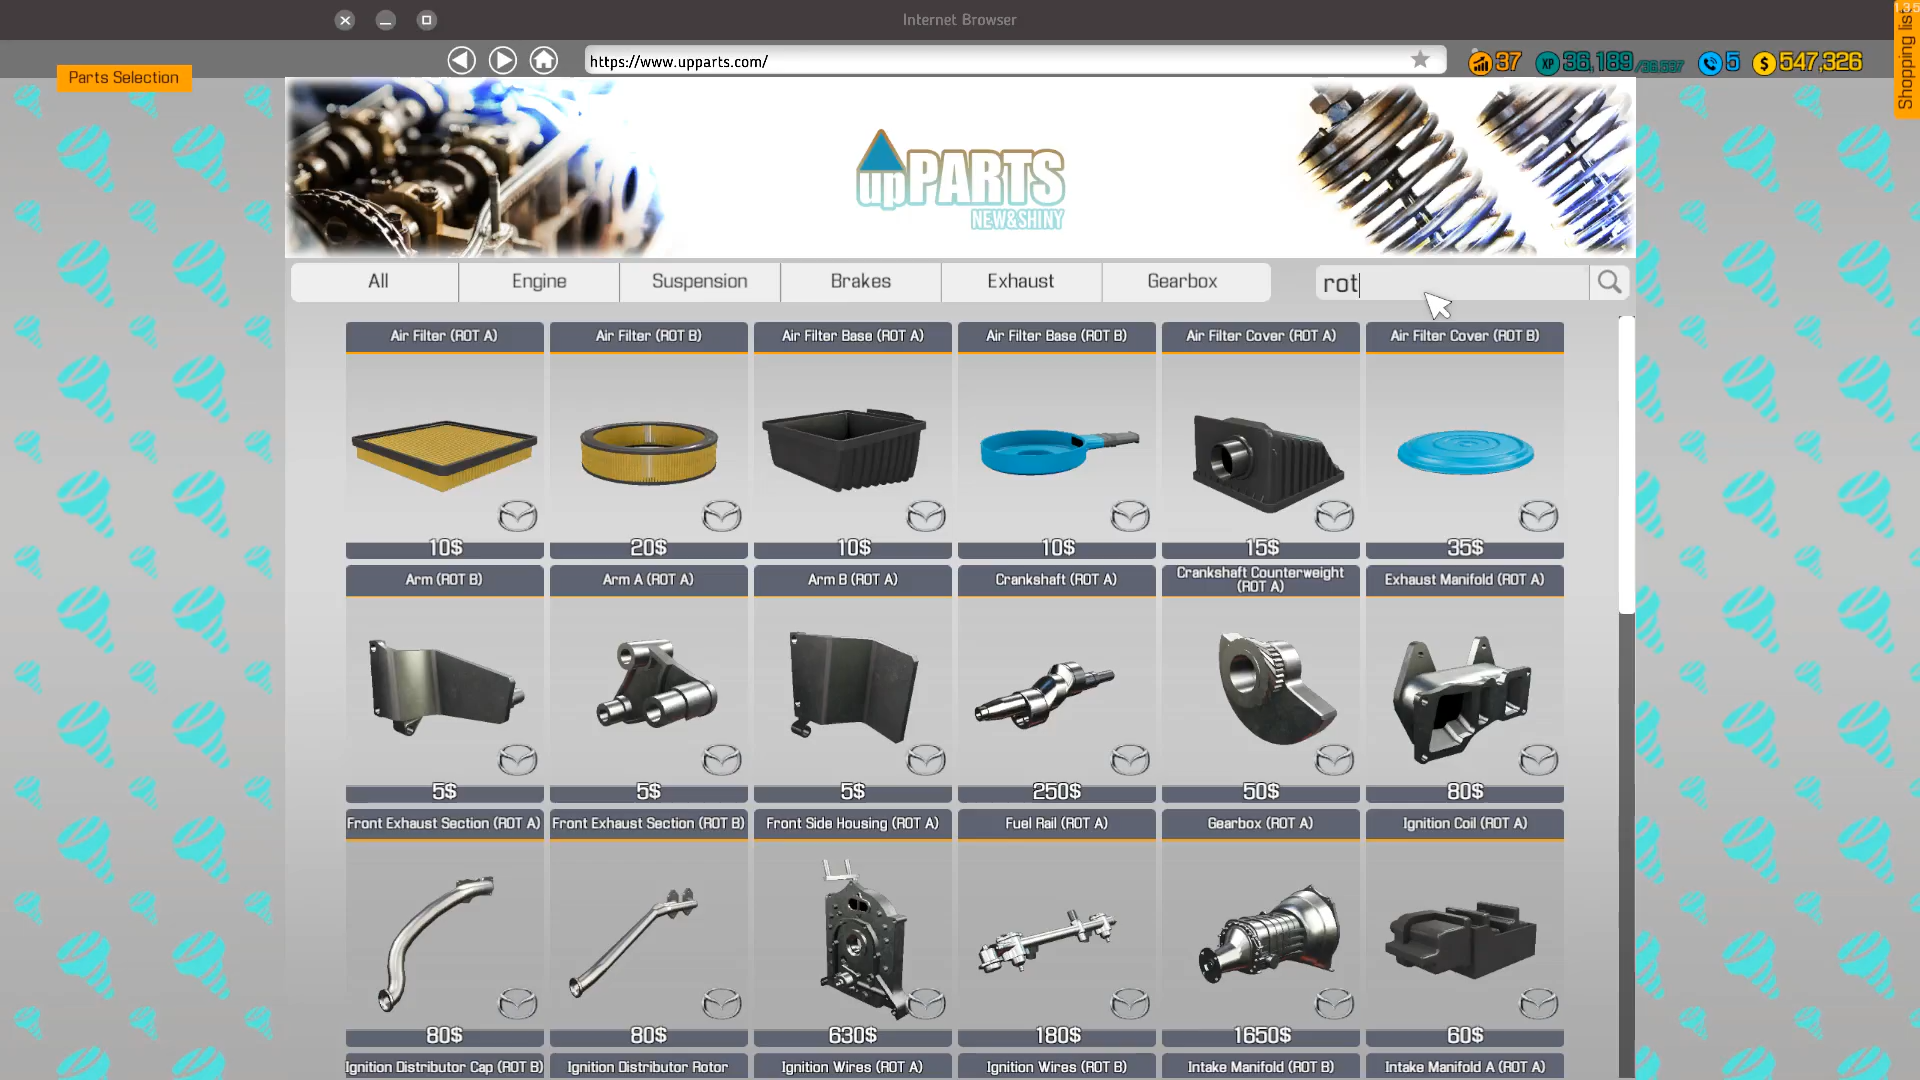 Internet Browser
1.3.5
Shopping list
https://www.upparts.com/
37
XP 36,189
5
$ 547,326
Parts Selection
upPARTS
NEW&SHINY
All
Engine
Suspension
Brakes
Exhaust
Gearbox
rot
Air Filter (ROT A)
Air Filter (ROT B)
Air Filter Base (ROT A)
Air Filter Base (ROT B)
Air Filter Cover (ROT A)
Air Filter Cover (ROT B)
10$
20$
10$
10$
15$
35$
Arm (ROT B)
Arm A (ROT A)
Arm B (ROT A)
Crankshaft (ROT A)
Crankshaft Counterweight
(ROT A)
Exhaust Manifold (ROT A)
5$
5$
5$
250$
50$
80$
Front Exhaust Section (ROT A)
Front Exhaust Section (ROT B)
Front Side Housing (ROT A)
Fuel Rail (ROT A)
Gearbox (ROT A)
Ignition Coil (ROT A)
80$
80$
630$
180$
1650$
60$
Ignition Distributor Cap (ROT B)
Ignition Distributor Rotor
Ignition Wires (ROT A)
Ignition Wires (ROT B)
Intake Manifold (ROT B)
Intake Manifold A (ROT A)